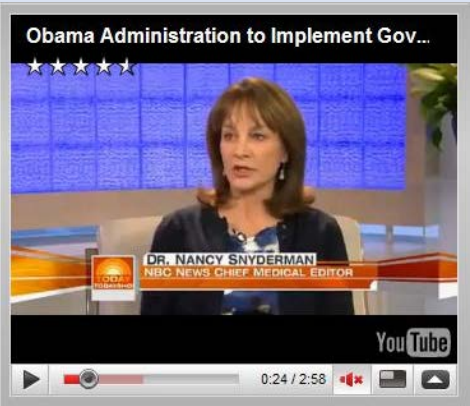 Obama Administration to Implement Gov...
DR. NANCY SNYDERMAN
NBC NEWS CHIEF MEDICAL EDITOR
TODAY
YouTube
0:24 / 2:58